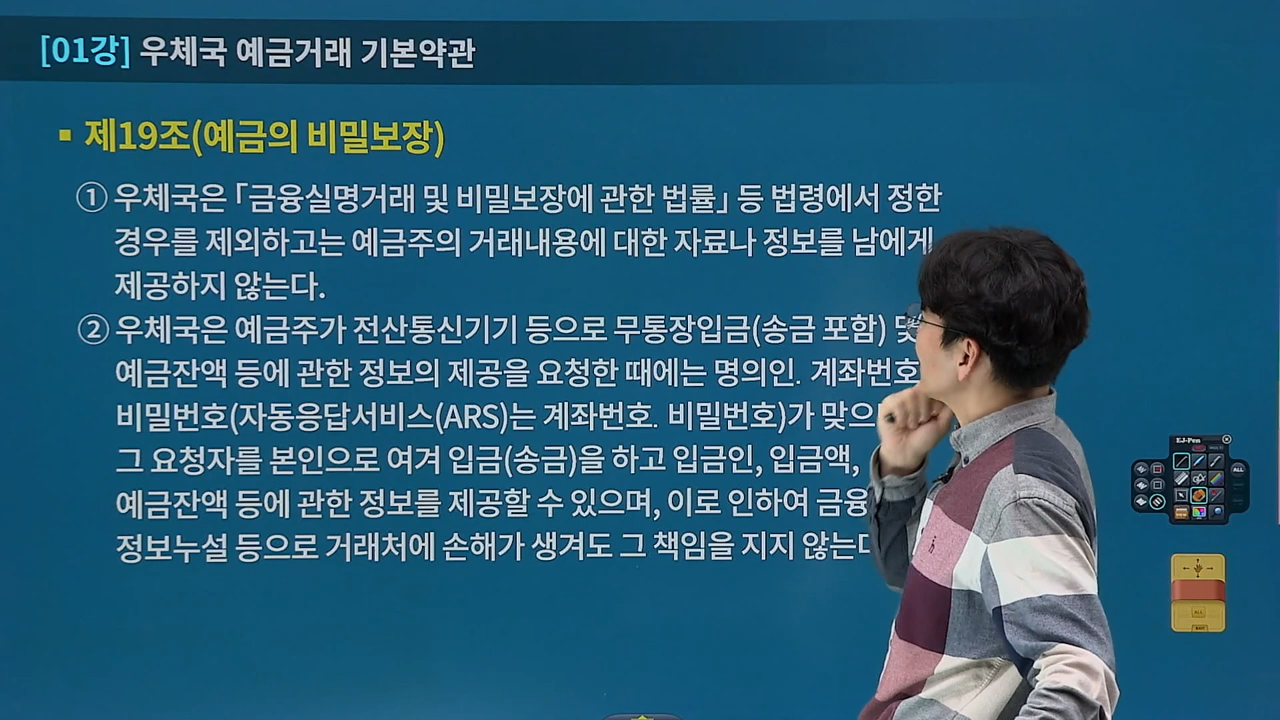 [01강] 우체국 예금거래 기본약관
▪ 제19조(예금의 비밀보장)
① 우체국은 「금융실명거래 및 비밀보장에 관한 법률」 등 법령에서 정한
경우를 제외하고는 예금주의 거래내용에 대한 자료나 정보를 남에게
제공하지 않는다.
② 우체국은 예금주가 전산통신기기 등으로 무통장입금(송금 포함)
예금잔액 등에 관한 정보의 제공을 요청한 때에는 명의인. 계좌번호
비밀번호(자동응답서비스(ARS)는 계좌번호. 비밀번호)가
그 요청자를 본인으로 여겨 입금(송금)을 하고 입금인, 입금액,
예금잔액 등에 관한 정보를 제공할 수 있으며, 이로 인하여
정보누설 등으로 거래처에 손해가 생겨도 그 책임을 지지
EJ-Pen
ALL
ALL